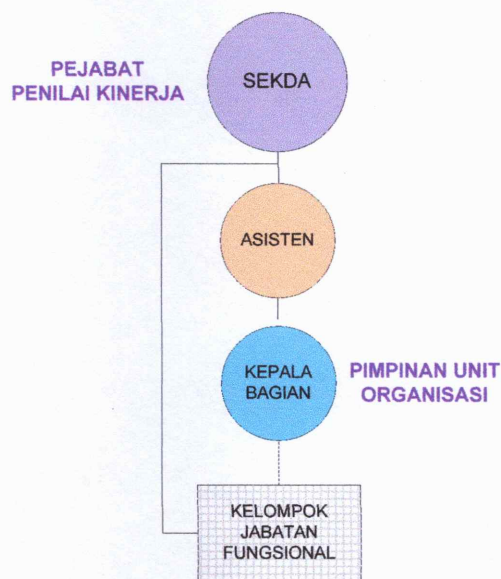 PEJABAT
PENILAI KINERJA
SEKDA
ASISTEN
KEPALA
BAGIAN
PIMPINAN UNIT
ORGANISASI
KELOMPOK
JABATAN
FUNGSIONAL